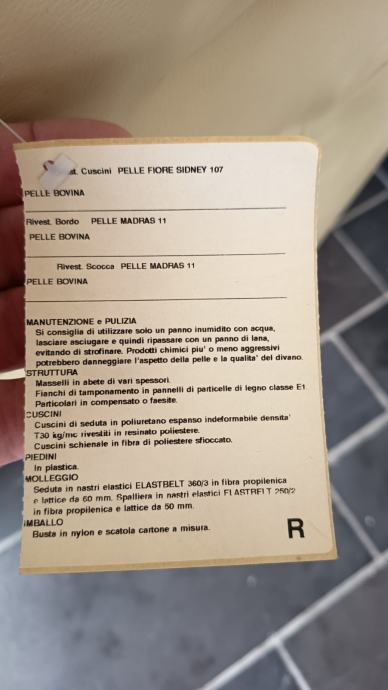 st. Cuscini PELLE FIORE SIDNEY 107
PELLE BOVINA
Rivest. Bordo PELLE MADRAS 11
PELLE BOVINA
Rivest. Scocca PELLE MADRAS 11
PELLE BOVINA
MANUTENZIONE e PULIZIA
Si consiglia di utilizzare solo un panno inumidito con acqua,
lasciare asciugare e quindi ripassare con un panno di lana,
evitando di strofinare. Prodotti chimici piu' o meno aggressivi
potrebbero danneggiare l'aspetto della pelle e la qualita' del divano.
STRUTTURA
Masselli in abete di vari spessori.
Fianchi di tamponamento in pannelli di particelle di legno classe E1.
Particolari in compensato o faesite.
CUSCINI
Cuscini di seduta in poliuretano espanso indeformabile densita'
T30 kg/mc rivestiti in resinato poliestere.
Cuscini schienale in fibra di poliestere sfioccato.
PIEDINI
In plastica.
MOLLEGGIO
Seduta in nastri elastici ELASTBELT 360/3 in fibra propilenica
e lattice da 60 mm. Spalliera in nastri elastici ELASTBELT 250/2
in fibra propilenica e lattice da 50 mm.
IMBALLO
Busta in nylon e scatola cartone a misura.
R